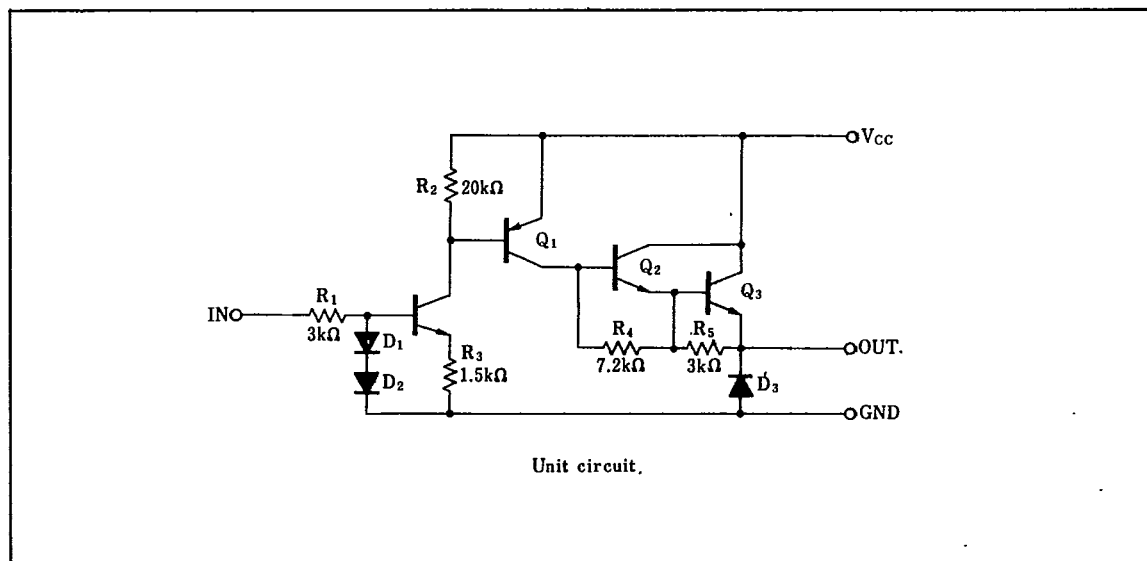 VCC
R2 20kΩ
Q1
Q2
Q3
IN
R1
3kΩ
D1
D2
R3
1.5kΩ
R4
7.2kΩ
R5
3kΩ
OUT.
D3
GND
Unit circuit.